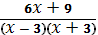 6x + 9
(x − 3)(x + 3)